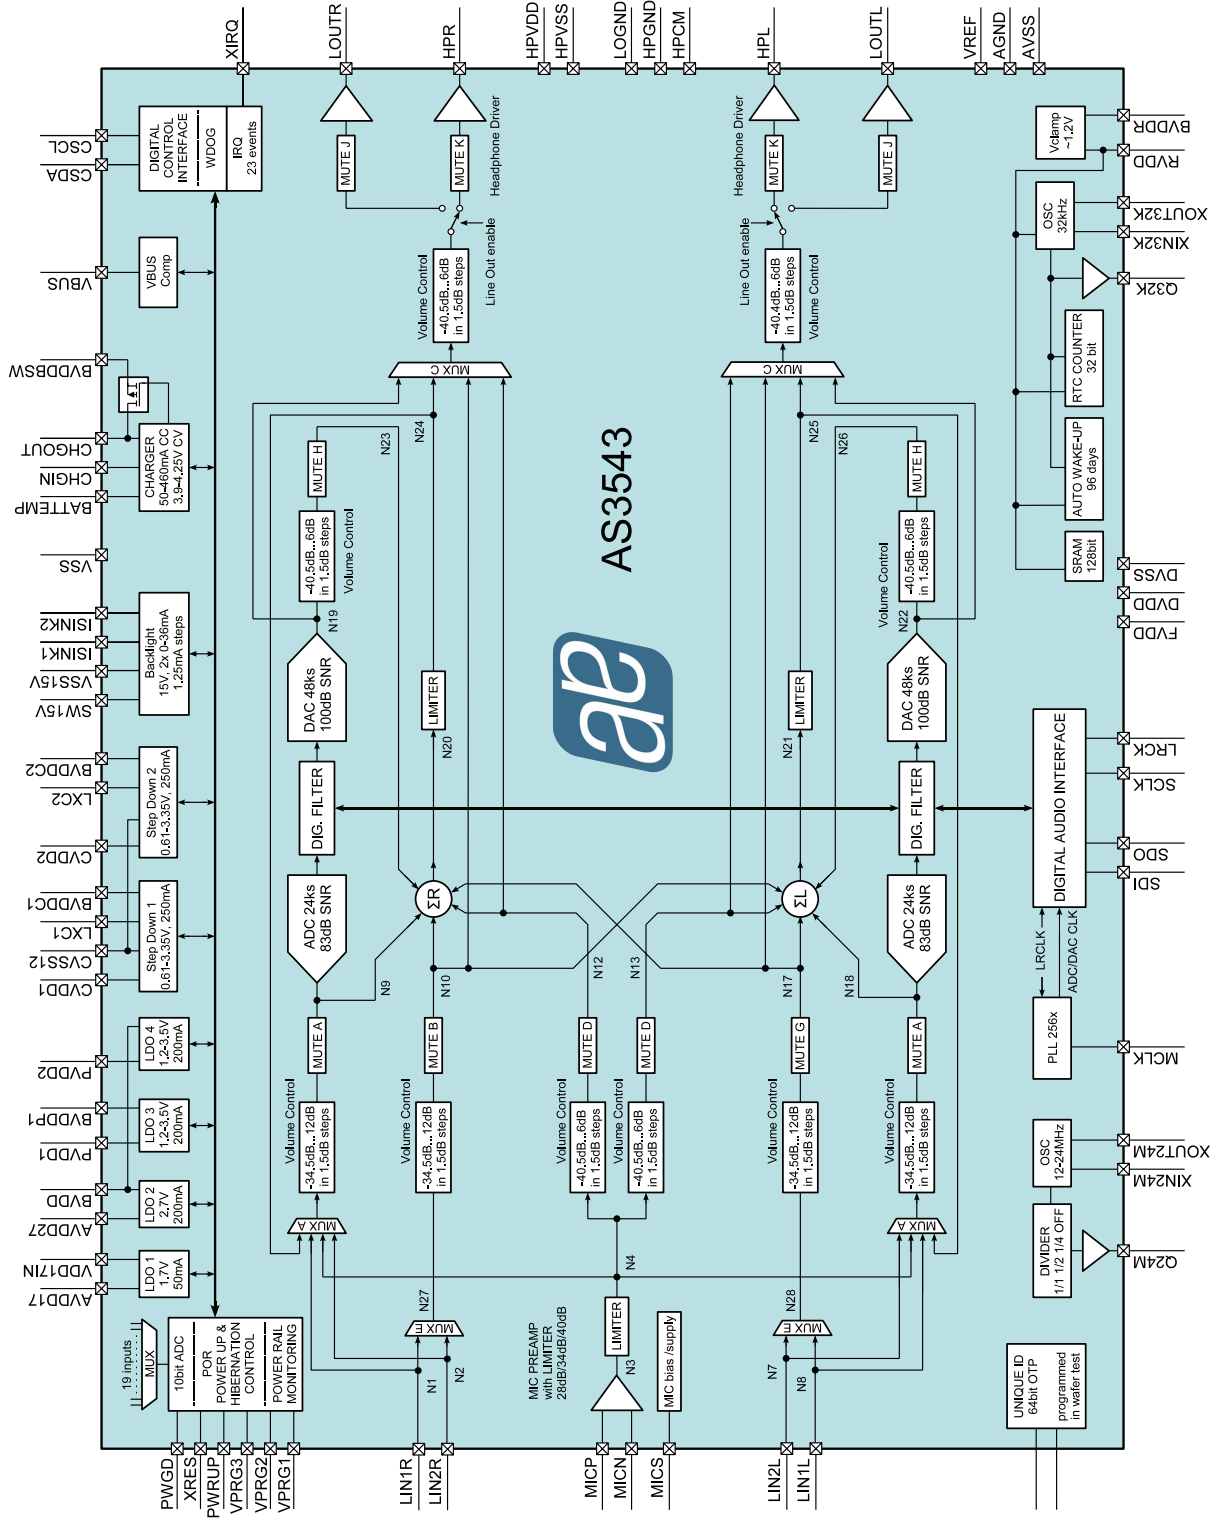 AS3543
XIRQ
LOUTR
HPR
HPVDD
HPVSS
LOGND
HPGND
HPCM
HPL
LOUTL
VREF
AGND
AVSS
CSCL
CSDA
VBUS
BVDDBSW
CHGOUT
CHGIN
BATTEMP
VSS
ISINK2
ISINK1
VSS15V
SW15V
BVDDC2
LXC2
CVDD2
BVDDC1
LXC1
CVSS12
CVDD1
PVDD2
BVDDP1
PVDD1
BVDD
AVDD27
VDD17IN
AVDD17
DIGITAL
CONTROL
INTERFACE
WDOG
IRQ
23 events
VBUS
Comp
CHARGER
50-460mA CC
3.9-4.25V CV
Backlight
15V, 2x 0-36mA
1.25mA steps
Step Down 2
0.61-3.35V, 250mA
Step Down 1
0.61-3.35V, 250mA
LDO 4
1.2-3.5V
200mA
LDO 3
1.2-3.5V
200mA
LDO 2
2.7V
200mA
LDO 1
1.7V
50mA
19 inputs
MUX
10bit ADC
POR
POWER UP &
HIBERNATION
CONTROL
POWER RAIL
MONITORING
PWGD
XRES
PWRUP
VPRG3
VPRG2
VPRG1
LIN1R
LIN2R
MICP
MICN
MICS
LIN2L
LIN1L
MUTE J
MUTE K
Headphone Driver
Line Out enable
Volume Control
-40.5dB...6dB
in 1.5dB steps
MUX C
N23
N24
MUTE H
-40.5dB...6dB
in 1.5dB steps
Volume Control
N19
DAC 48ks
100dB SNR
LIMITER
N20
DIG. FILTER
ADC 24ks
83dB SNR
ΣR
N9
N10
MUTE A
MUTE B
Volume Control
-34.5dB...12dB
in 1.5dB steps
Volume Control
-34.5dB...12dB
in 1.5dB steps
MUX A
N27
MUX E
N1
N2
N12
N13
MUTE D
MUTE D
Volume Control
-40.5dB...6dB
in 1.5dB steps
-40.5dB...6dB
in 1.5dB steps
N4
LIMITER
N3
MIC PREAMP
with LIMITER
28dB/34dB/40dB
MIC bias /supply
Headphone Driver
MUTE K
MUTE J
Line Out enable
-40.4dB...6dB
in 1.5dB steps
Volume Control
MUX C
N25
N26
MUTE H
Volume Control
-40.5dB...6dB
in 1.5dB steps
N22
DAC 48ks
100dB SNR
LIMITER
N21
DIG. FILTER
ADC 24ks
83dB SNR
ΣL
N17
N18
MUTE G
MUTE A
-34.5dB...12dB
in 1.5dB steps
Volume Control
-34.5dB...12dB
in 1.5dB steps
MUX A
N28
MUX E
N7
N8
Vclamp
~1.2V
OSC
32kHz
RTC COUNTER
32 bit
AUTO WAKE-UP
96 days
SRAM
128bit
DIGITAL AUDIO INTERFACE
LRCLK
ADC/DAC CLK
PLL 256x
OSC
12-24MHz
DIVIDER
1/1 1/2 1/4 OFF
UNIQUE ID
64bit OTP
programmed
in wafer test
BVDDR
RVDD
XOUT32K
XIN32K
Q32K
DVSS
DVDD
FVDD
LRCK
SCLK
SDO
SDI
MCLK
XOUT24M
XIN24M
Q24M